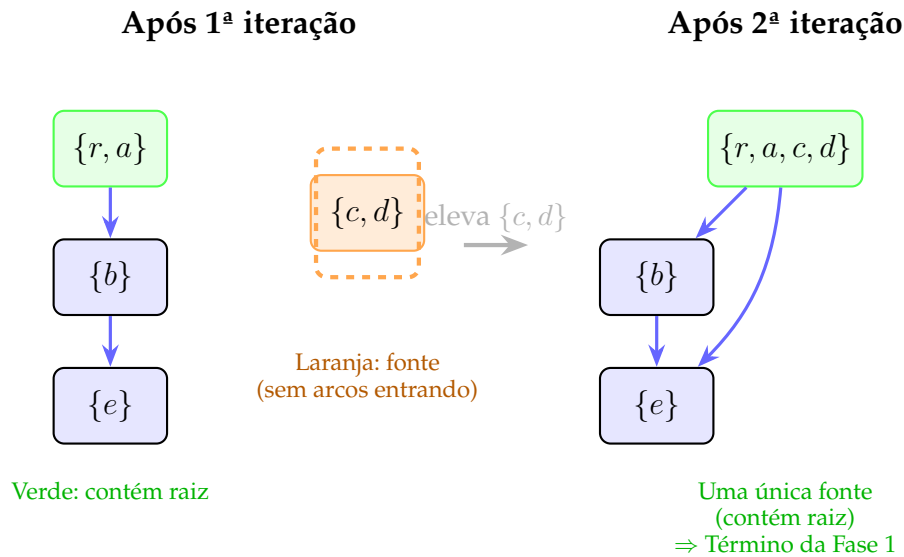 Após 1ª iteração
{r, a}
{b}
{e}
Verde: contém raiz
{c, d}
Laranja: fonte
(sem arcos entrando)
eleva {c, d}
Após 2ª iteração
{r, a, c, d}
{b}
{e}
Uma única fonte
(contém raiz)
⇒ Término da Fase 1